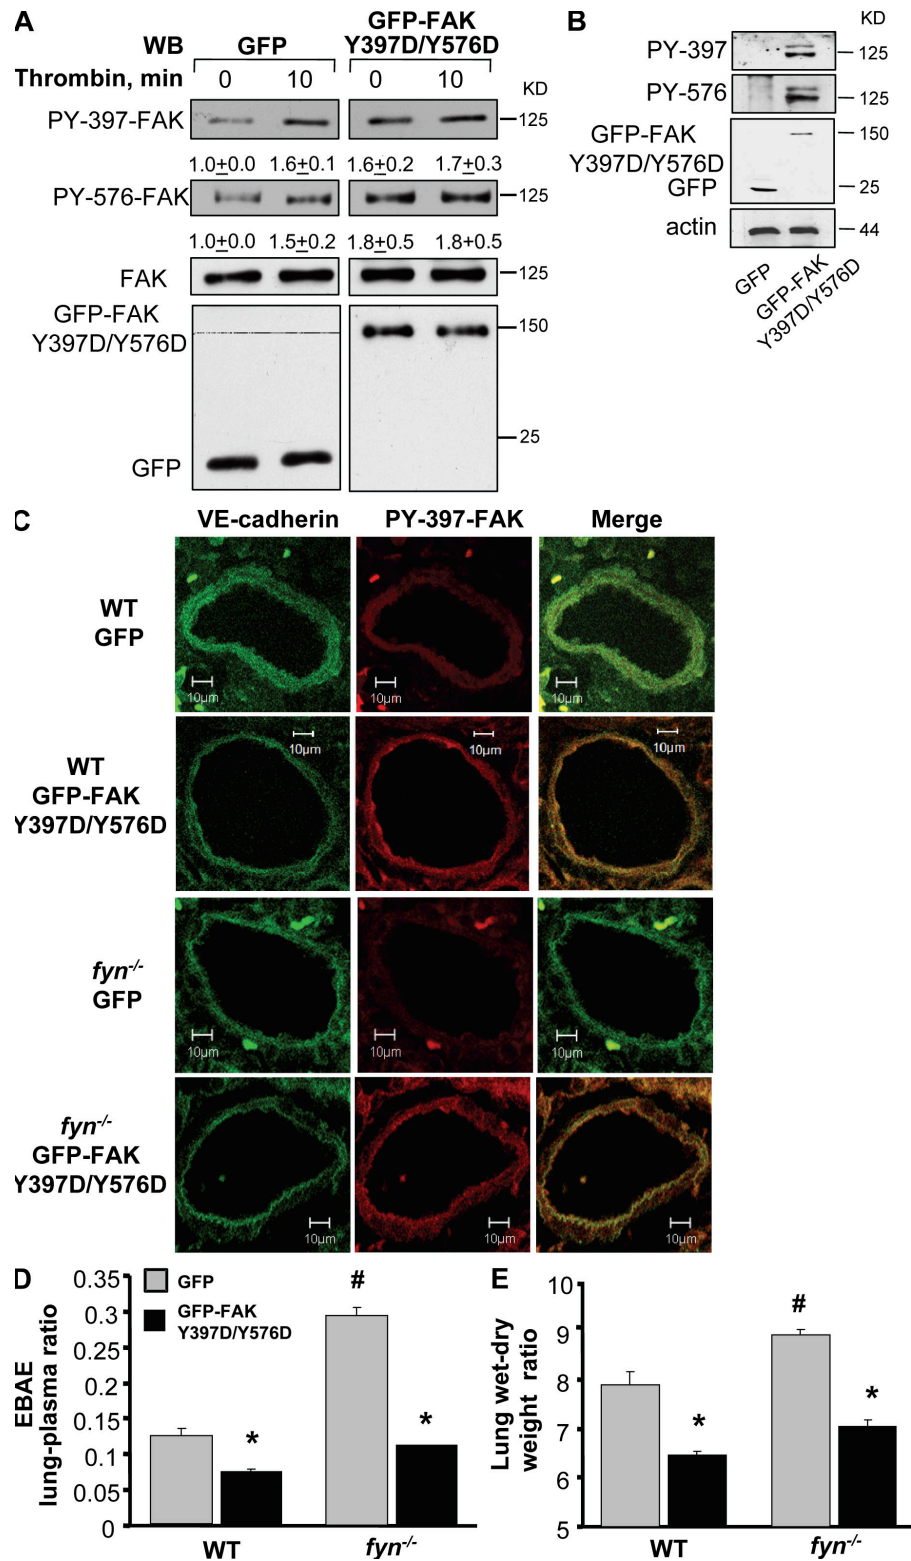 A
WB
GFP
GFP-FAK
Y397D/Y576D
Thrombin, min
0
10
0
10
KD
PY-397-FAK
125
1.0±0.0
1.6±0.1
1.6±0.2
1.7±0.3
PY-576-FAK
125
1.0±0.0
1.5±0.2
1.8±0.5
1.8+0.5
FAK
125
GFP-FAK
Y397D/Y576D
150
25
GFP
B
KD
PY-397
125
PY-576
125
GFP-FAK
Y397D/Y576D
150
GFP
25
actin
44
GFP
GFP-FAK
Y397D/Y576D
C
VE-cadherin
PY-397-FAK
Merge
WT
GFP
10µm
10µm
10µm
WT
GFP-FAK
Y397D/Y576D
10µm
10µm
10µm
fyn-/-
GFP
10µm
10µm
10µm
fyn-/-
GFP-FAK
Y397D/Y576D
10µm
10µm
10µm
D
EBAE
lung-plasma ratio
0.35
0.3
0.25
0.2
0.15
0.1
0.05
0
GFP
GFP-FAK
Y397D/Y576D
*
#
*
WT
fyn-/-
E
Lung wet-dry
weight ratio
10
9
8
7
6
5
*
#
*
WT
fyn-/-